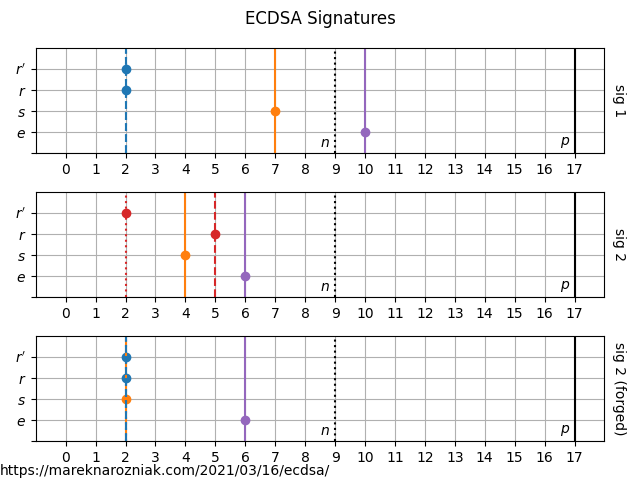 ECDSA Signatures
r′
r
s
e
n
p
sig 1
0 1 2 3 4 5 6 7 8 9 10 11 12 13 14 15 16 17
r′
r
s
e
n
p
sig 2
0 1 2 3 4 5 6 7 8 9 10 11 12 13 14 15 16 17
r′
r
s
e
n
p
sig 2 (forged)
0 1 2 3 4 5 6 7 8 9 10 11 12 13 14 15 16 17
https://mareknarozniak.com/2021/03/16/ecdsa/